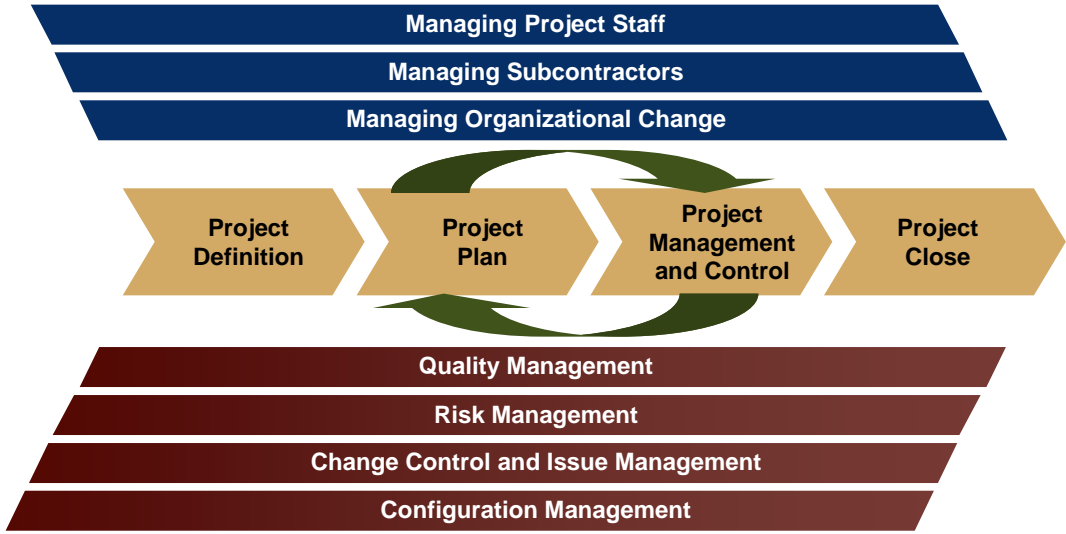 Managing Project Staff
Managing Subcontractors
Managing Organizational Change
Project
Definition
Project
Plan
Project
Management
and Control
Project
Close
Quality Management
Risk Management
Change Control and Issue Management
Configuration Management